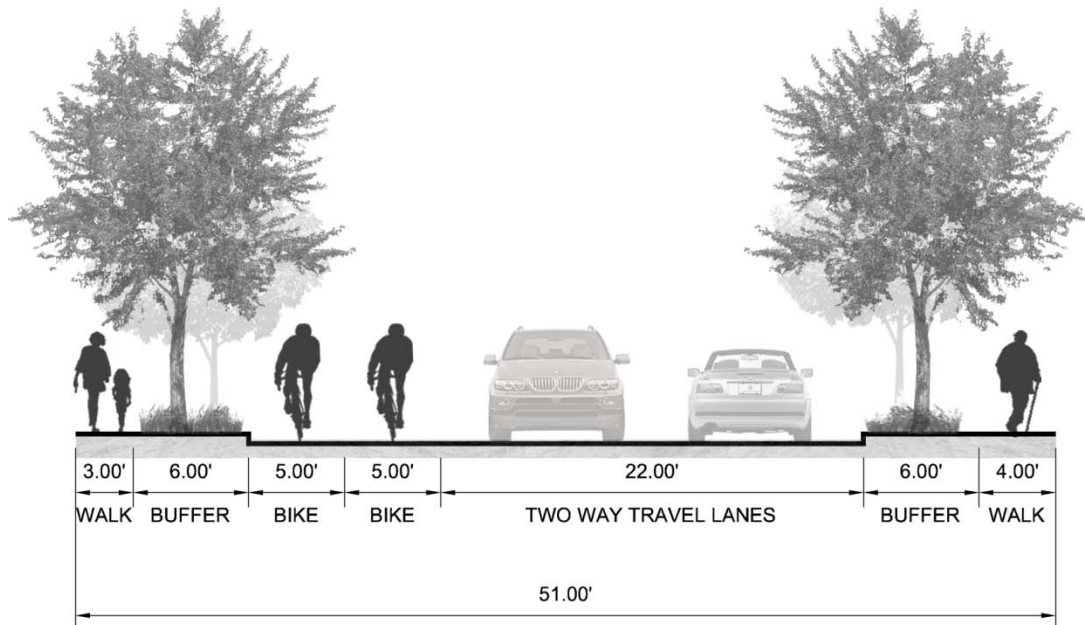 3.00' 6.00' 5.00' 5.00' 22.00' 6.00' 4.00'
WALK BUFFER BIKE BIKE TWO WAY TRAVEL LANES BUFFER WALK
51.00'